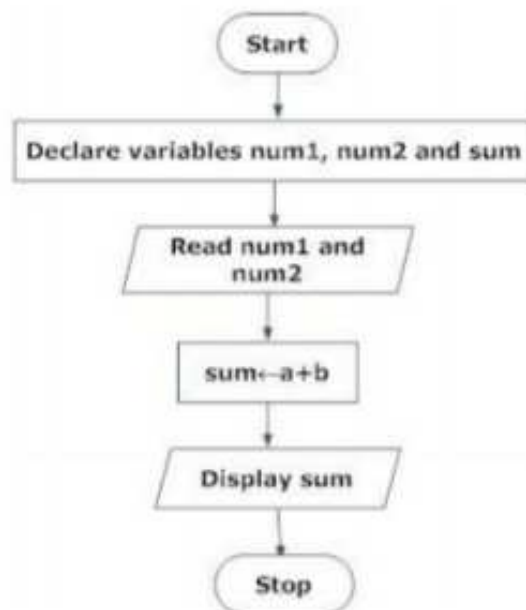 Start
Declare variables num1, num2 and sum
Read num1 and
num2
sum←a+b
Display sum
Stop